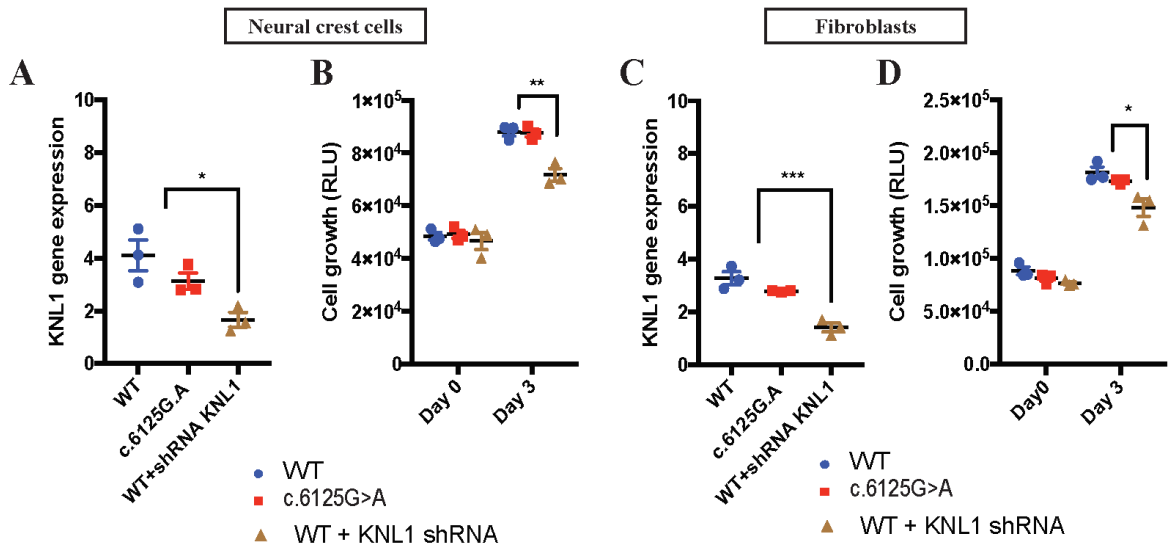 Neural crest cells
Fibroblasts
A
KNL1 gene expression
10
8
6
4
2
0
*
WT
c.6125G.A
WT+shRNA KNL1
B
Cell growth (RLU)
1×10⁵
8×10⁴
6×10⁴
4×10⁴
2×10⁴
0
**
Day 0
Day 3
C
KNL1 gene expression
10
8
6
4
2
0
***
WT
c.6125G.A
WT+shRNA KNL1
D
Cell growth (RLU)
2.5×10⁵
2.0×10⁵
1.5×10⁵
1.0×10⁵
5.0×10⁴
0.0
*
Day0
Day 3
WT
c.6125G>A
WT + KNL1 shRNA
WT
c.6125G>A
WT + KNL1 shRNA